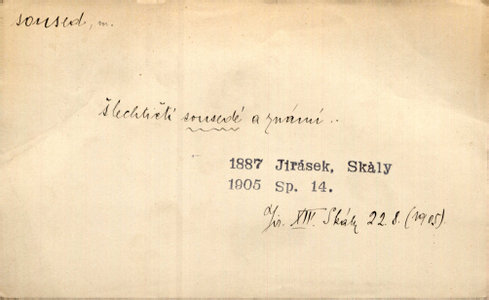 soused, m.
šlechtičtí sousedé a známí ..
1887 Jirásek, Skály
1905 Sp. 14.
Jir. XIV. Skály 22.8. (1905).